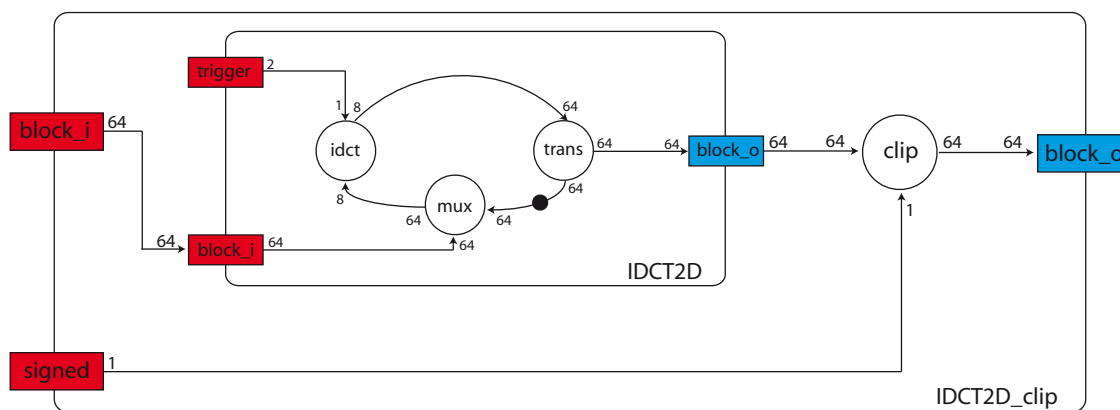 trigger
2
1
8
64
block_i
64
idct
trans
64
64
block_o
64
64
clip
64
64
block_o
8
mux
64
64
64
1
64
block_i
64
64
IDCT2D
signed
1
IDCT2D_clip